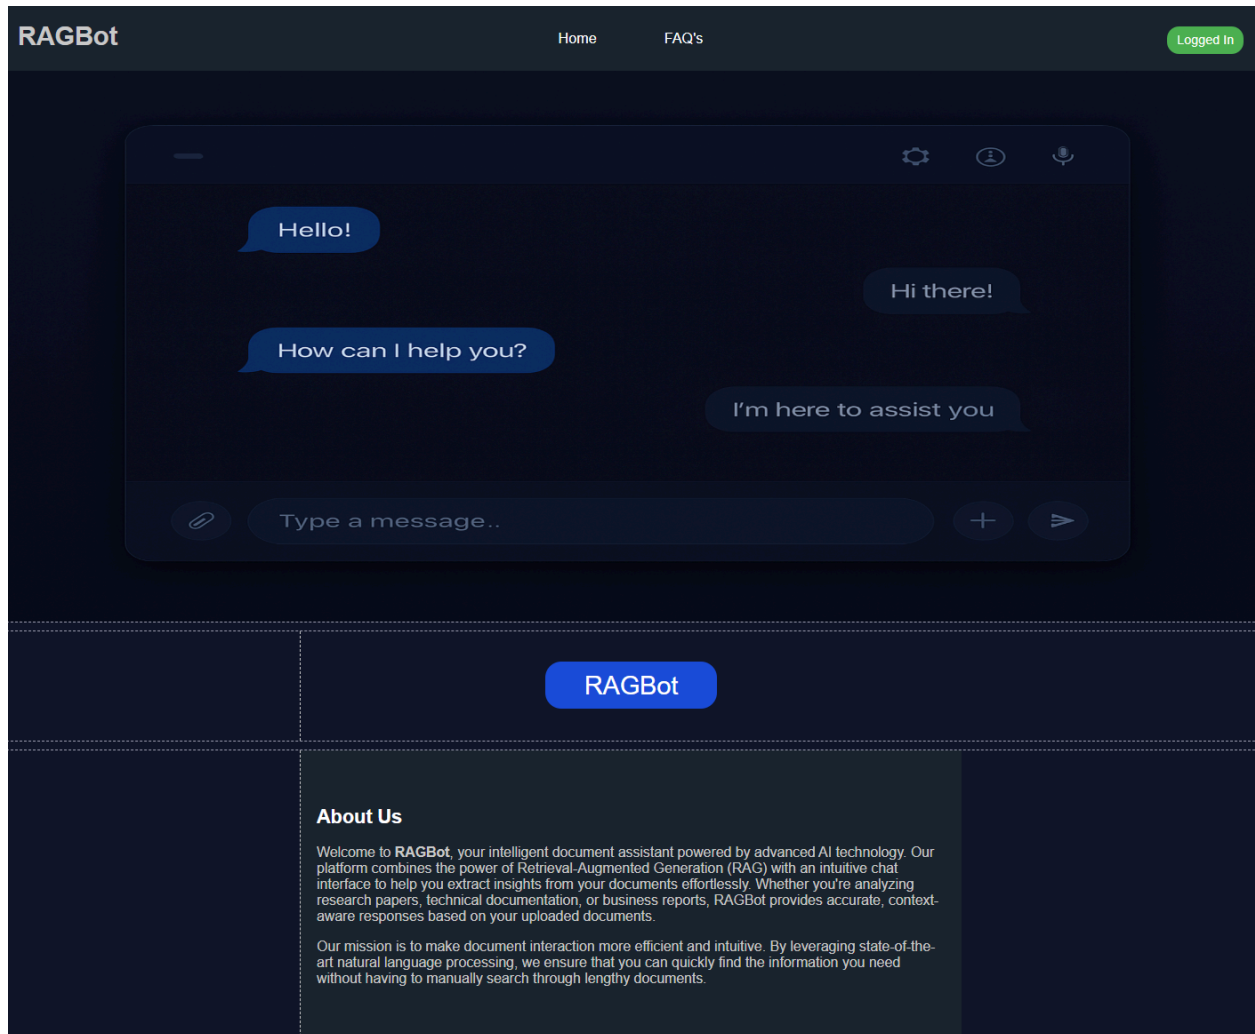 RAGBot
Home
FAQ's
Logged In
Hello!
Hi there!
How can I help you?
I'm here to assist you
Type a message..
RAGBot
About Us
Welcome to RAGBot, your intelligent document assistant powered by advanced AI technology. Our
platform combines the power of Retrieval-Augmented Generation (RAG) with an intuitive chat
interface to help you extract insights from your documents effortlessly. Whether you're analyzing
research papers, technical documentation, or business reports, RAGBot provides accurate, context-
aware responses based on your uploaded documents.
Our mission is to make document interaction more efficient and intuitive. By leveraging state-of-the-
art natural language processing, we ensure that you can quickly find the information you need
without having to manually search through lengthy documents.